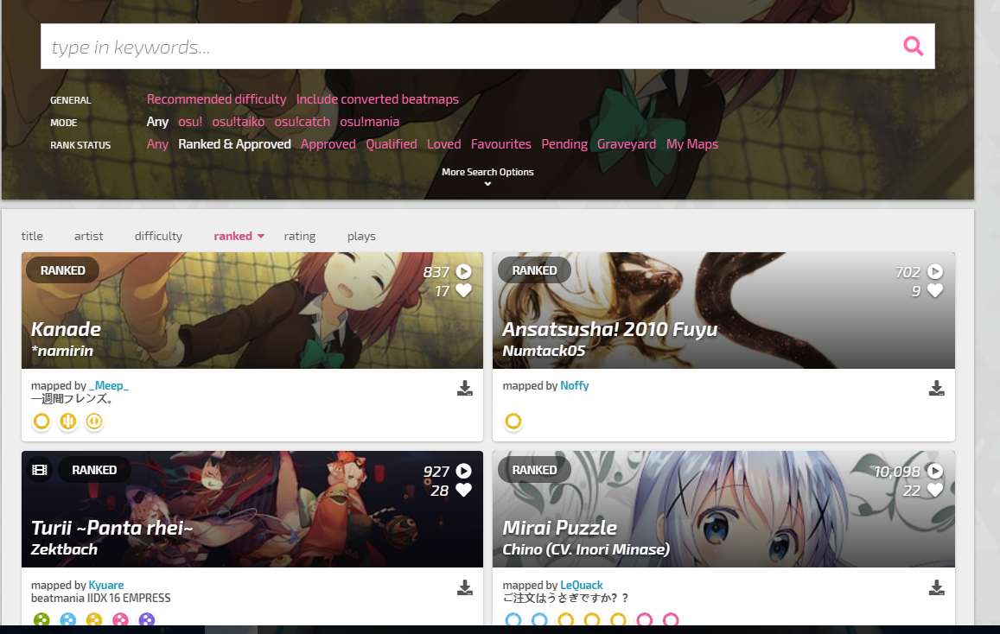 type in keywords...
GENERAL Recommended difficulty Include converted beatmaps
MODE Any osu! osu!taiko osu!catch osu!mania
RANK STATUS Any Ranked & Approved Approved Qualified Loved Favourites Pending Graveyard My Maps
More Search Options
title artist difficulty ranked rating plays
RANKED
837
17
Kanade
*namirin
mapped by _Meep_
一週間フレンズ。
RANKED
702
9
Ansatsusha! 2010 Fuyu
Numtack05
mapped by Noffy
RANKED
927
28
Turii ~Panta rhei~
Zektbach
mapped by Kyuare
beatmania IIDX 16 EMPRESS
RANKED
10,098
22
Mirai Puzzle
Chino (CV. Inori Minase)
mapped by LeQuack
ご注文はうさぎですか？？